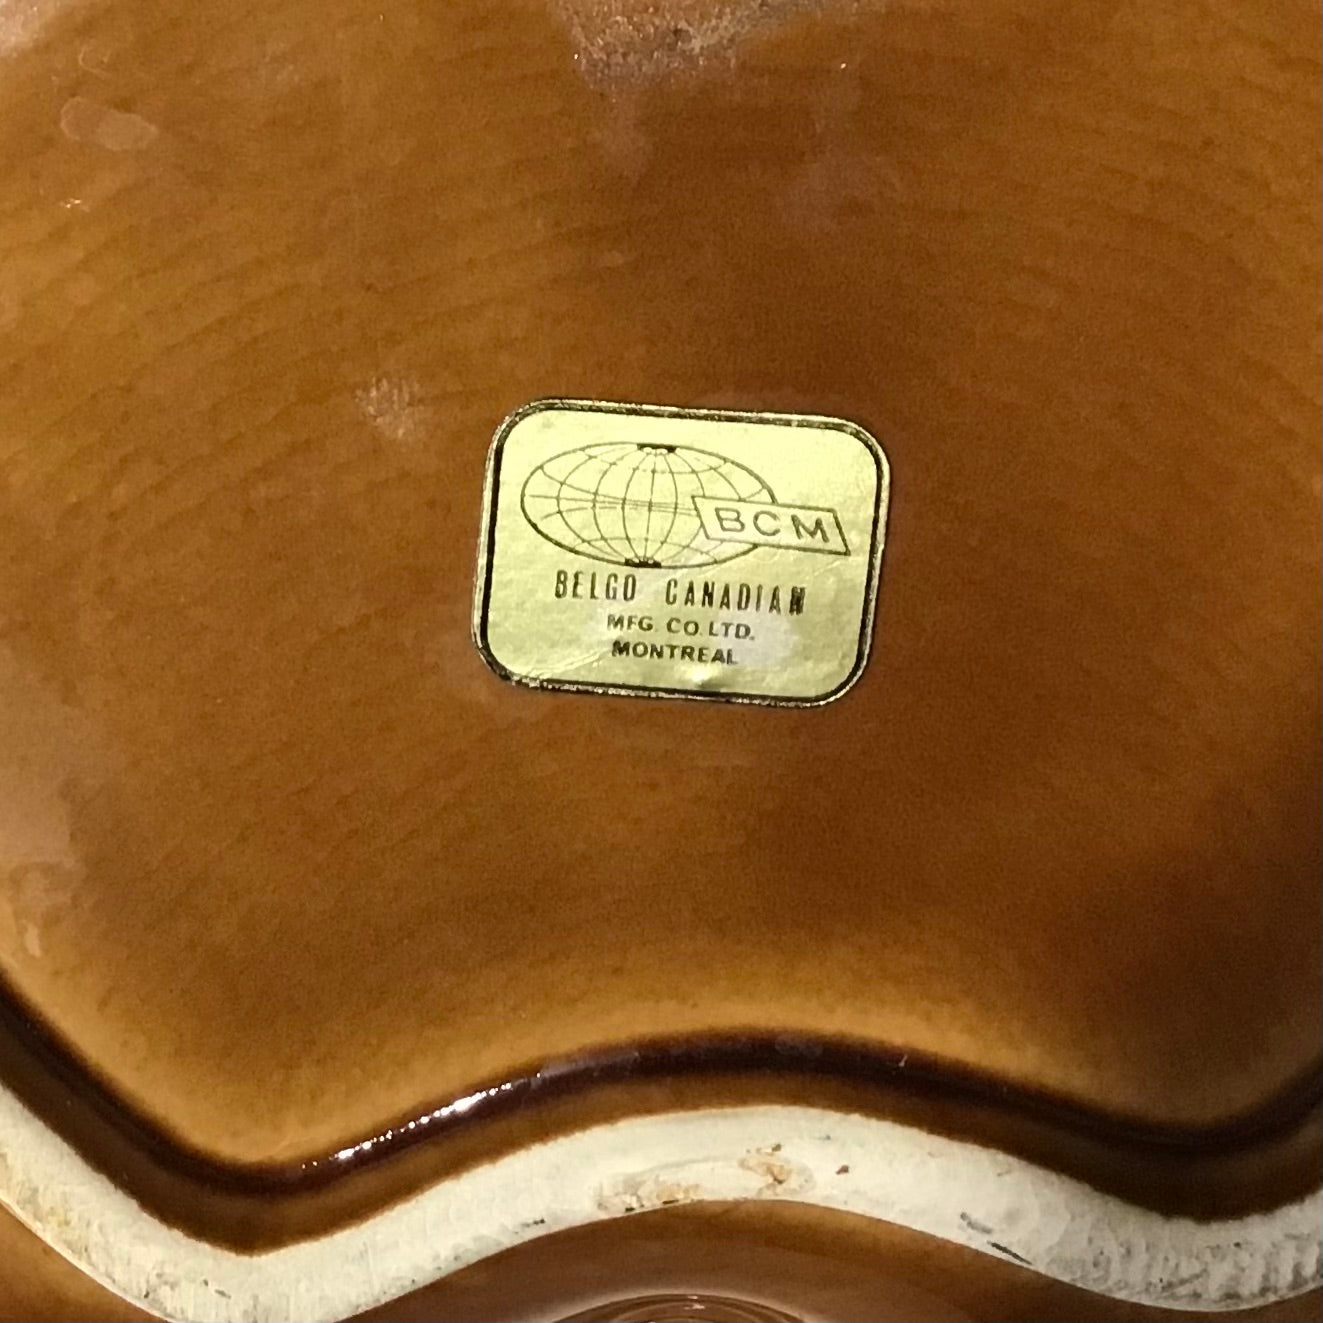 BCM
BELGO CANADIAN
MFG. CO. LTD.
MONTREAL